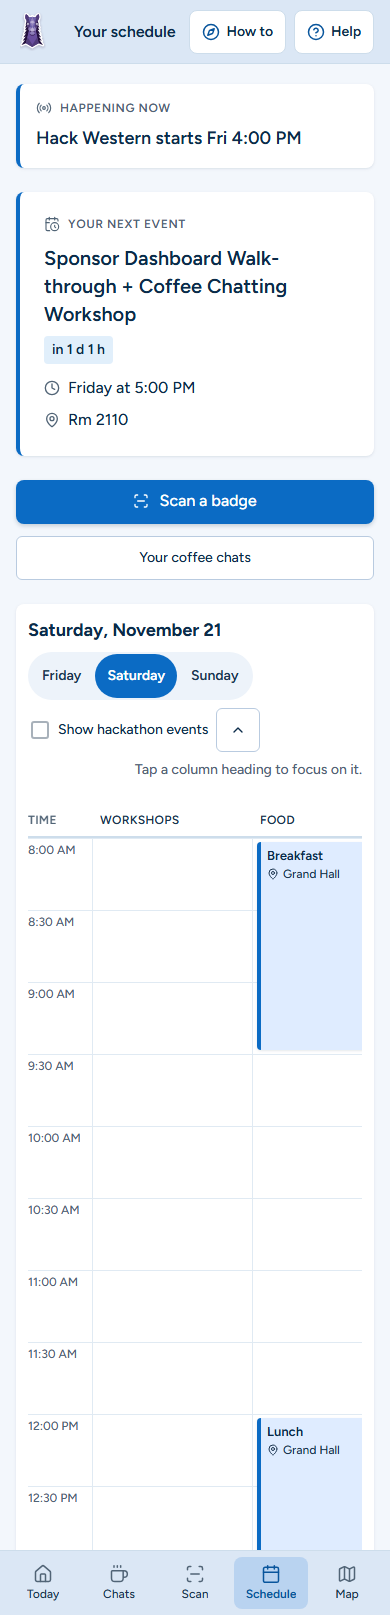 Your schedule
How to
Help
HAPPENING NOW
Hack Western starts Fri 4:00 PM
YOUR NEXT EVENT
Sponsor Dashboard Walk-
through + Coffee Chatting
Workshop
in 1 d 1 h
Friday at 5:00 PM
Rm 2110
Scan a badge
Your coffee chats
Saturday, November 21
Friday
Saturday
Sunday
Show hackathon events
Tap a column heading to focus on it.
TIME
WORKSHOPS
FOOD
8:00 AM
Breakfast
Grand Hall
8:30 AM
9:00 AM
9:30 AM
10:00 AM
10:30 AM
11:00 AM
11:30 AM
12:00 PM
Lunch
Grand Hall
12:30 PM
Today
Chats
Scan
Schedule
Map